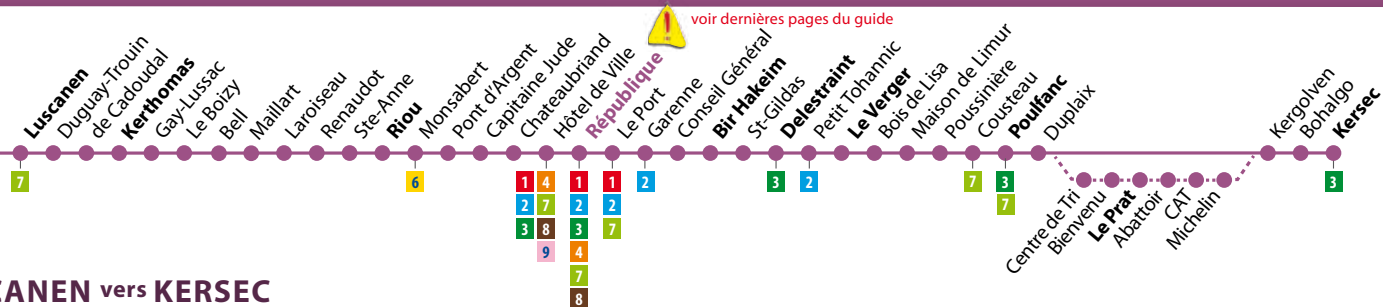 voir dernières pages du guide
Luscanen
Duguay-Trouin
de Cadoudal
Kerthomas
Gay-Lussac
Le Boizy
Bell
Maillart
Laroiseau
Renaudot
Ste-Anne
Riou
Monsabert
Pont d'Argent
Capitaine Jude
Chateaubriand
Hôtel de Ville
République
Le Port
Garenne
Conseil Général
Bir Hakeim
St-Gildas
Delestraint
Petit Tohannic
Le Verger
Bois de Lisa
Maison de Limur
Poussinière
Cousteau
Poulfanc
Duplaix
Kergolven
Bohalgo
Kersec
7
6
1 4 1 1 2 3 2 7 3 3
2 7 2 2 7
3 8 3 7
9 4
7
8
Centre de Tri
Bienvenu
Le Prat
Abattoir
CAT
Michelin
CANEN vers KERSEC